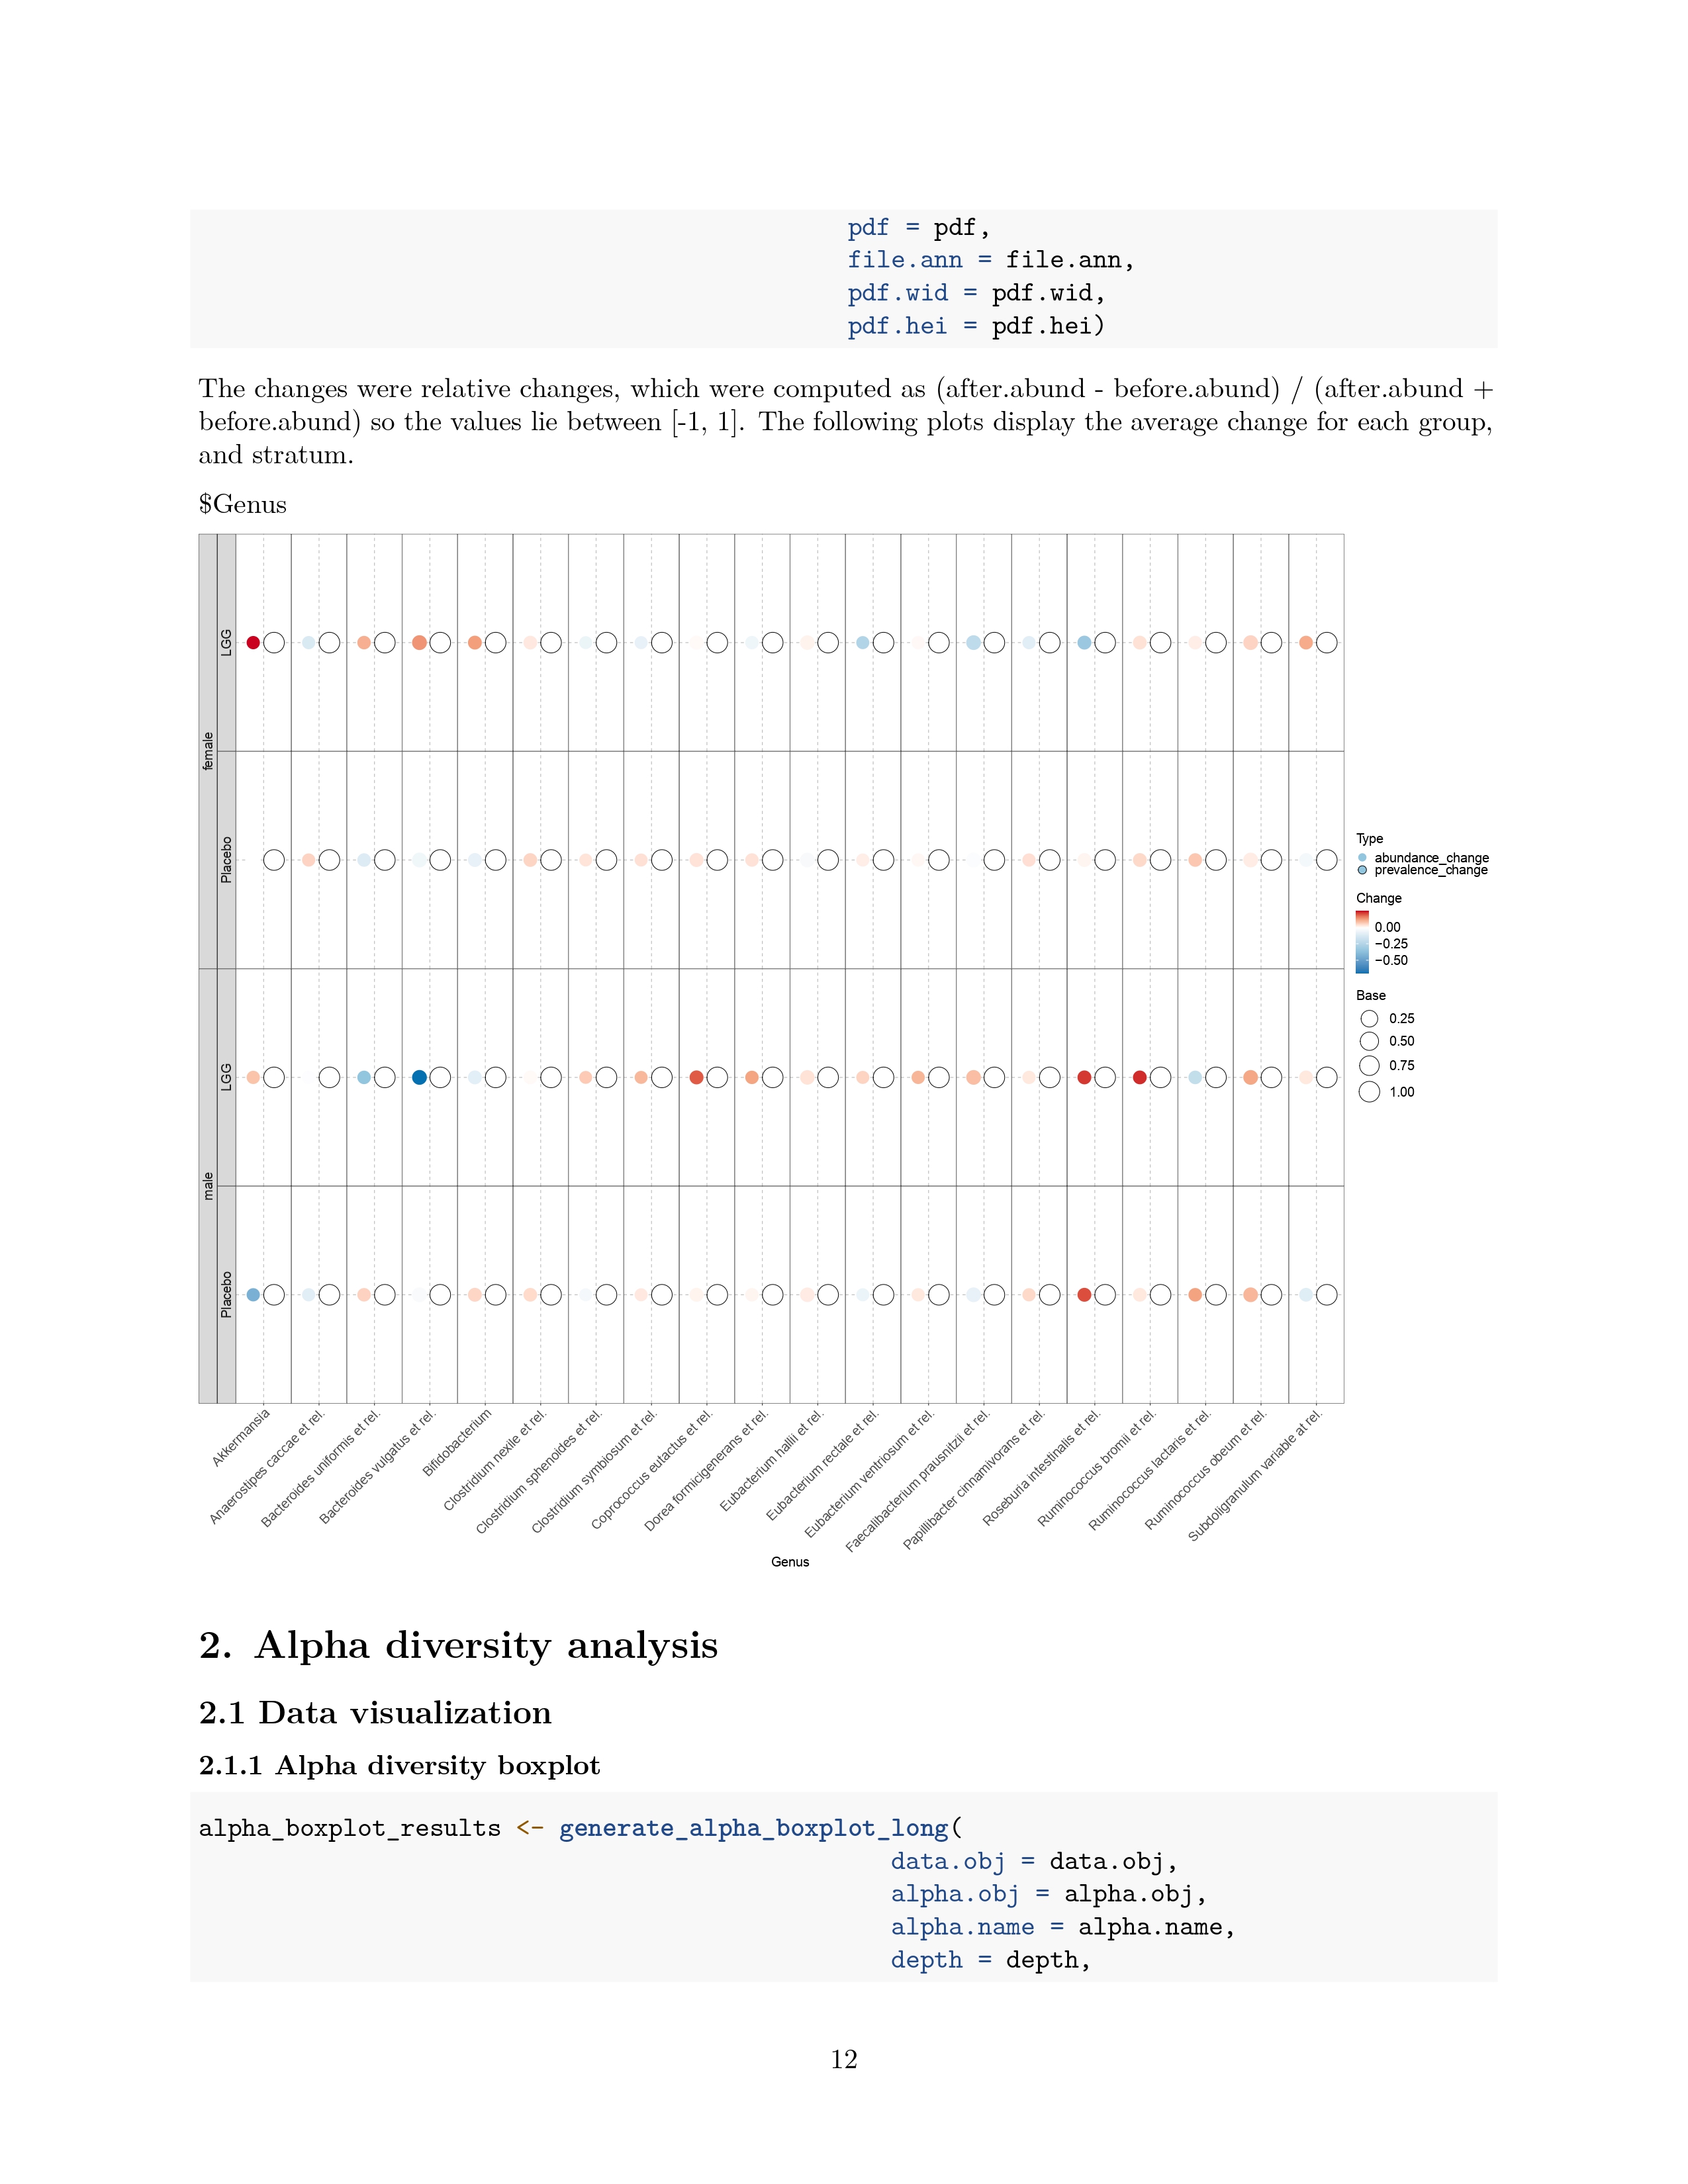 pdf = pdf,
file.ann = file.ann,
pdf.wid = pdf.wid,
pdf.hei = pdf.hei)
The changes were relative changes, which were computed as (after.abund - before.abund) / (after.abund +
before.abund) so the values lie between [-1, 1]. The following plots display the average change for each group,
and stratum.
$Genus
female
LGG
Placebo
male
LGG
Placebo
Type
abundance_change
prevalence_change
Change
0.00
−0.25
−0.50
Base
0.25
0.50
0.75
1.00
Akkermansia
Anaerostipes caccae et rel.
Bacteroides uniformis et rel.
Bacteroides vulgatus et rel.
Bifidobacterium
Clostridium nexile et rel.
Clostridium sphenoides et rel.
Clostridium symbiosum et rel.
Coprococcus eutactus et rel.
Dorea formicigenerans et rel.
Eubacterium hallii et rel.
Eubacterium rectale et rel.
Eubacterium ventriosum et rel.
Faecalibacterium prausnitzii et rel.
Papillibacter cinnamivorans et rel.
Roseburia intestinalis et rel.
Ruminococcus bromii et rel.
Ruminococcus lactaris et rel.
Ruminococcus obeum et rel.
Subdoligranulum variable at rel.
Genus
2. Alpha diversity analysis
2.1 Data visualization
2.1.1 Alpha diversity boxplot
alpha_boxplot_results <- generate_alpha_boxplot_long(
data.obj = data.obj,
alpha.obj = alpha.obj,
alpha.name = alpha.name,
depth = depth,
12